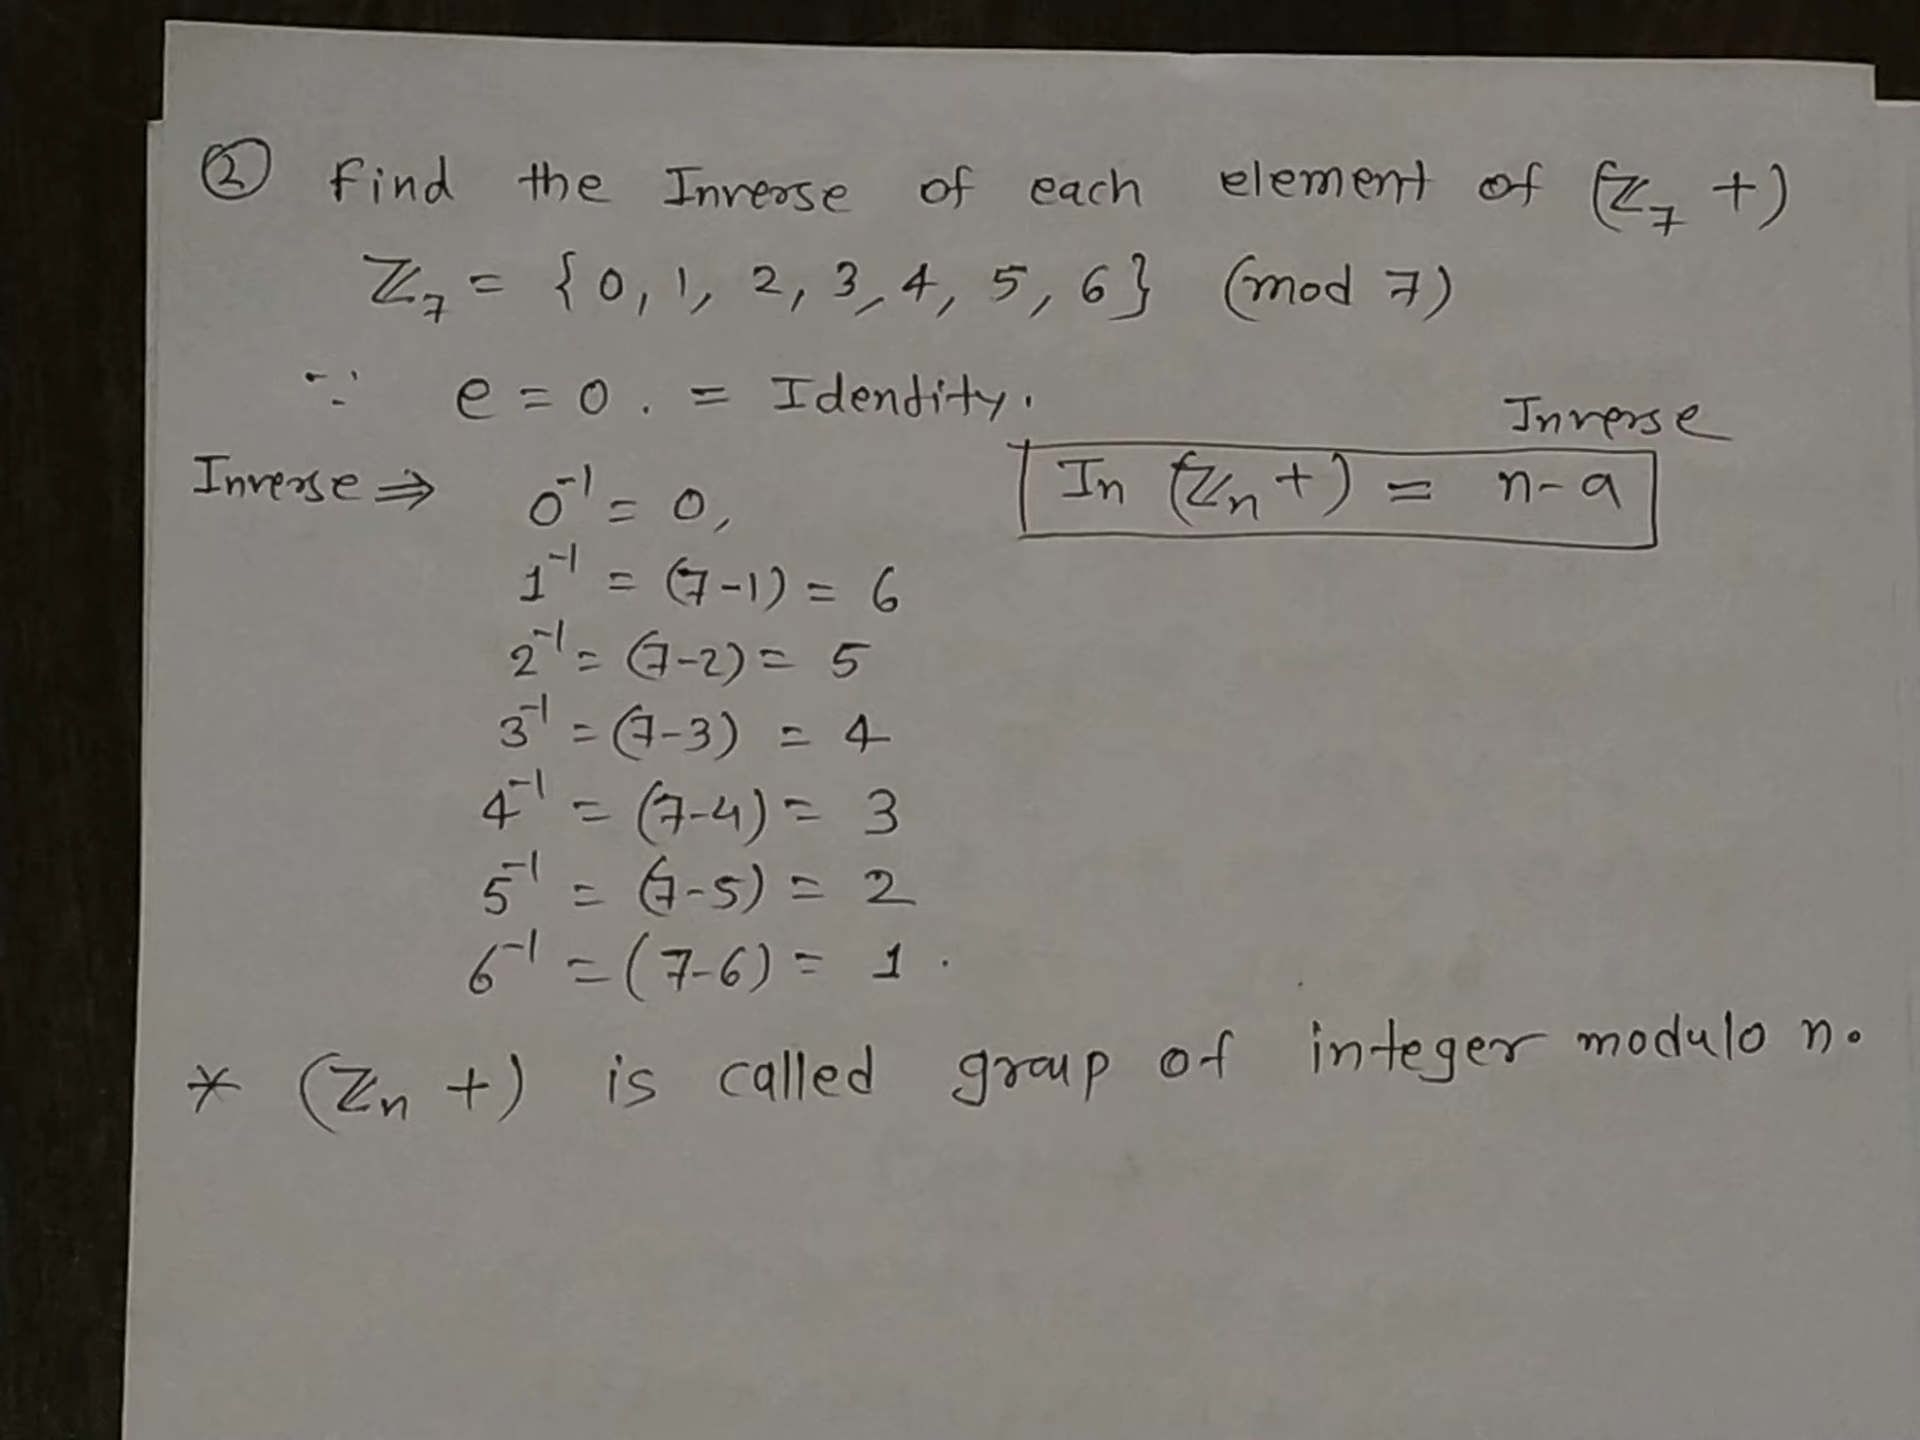 ② Find the Inverse of each element of (ℤ₇ +)
ℤ₇ = {0, 1, 2, 3, 4, 5, 6} (mod 7)
∵ e = 0. = Identity.
Inverse
In (ℤₙ +) = n-a
Inverse ⇒ 0⁻¹ = 0,
1⁻¹ = (7-1) = 6
2⁻¹ = (7-2) = 5
3⁻¹ = (7-3) = 4
4⁻¹ = (7-4) = 3
5⁻¹ = (7-5) = 2
6⁻¹ = (7-6) = 1.
* (ℤₙ +) is called group of integer modulo n.